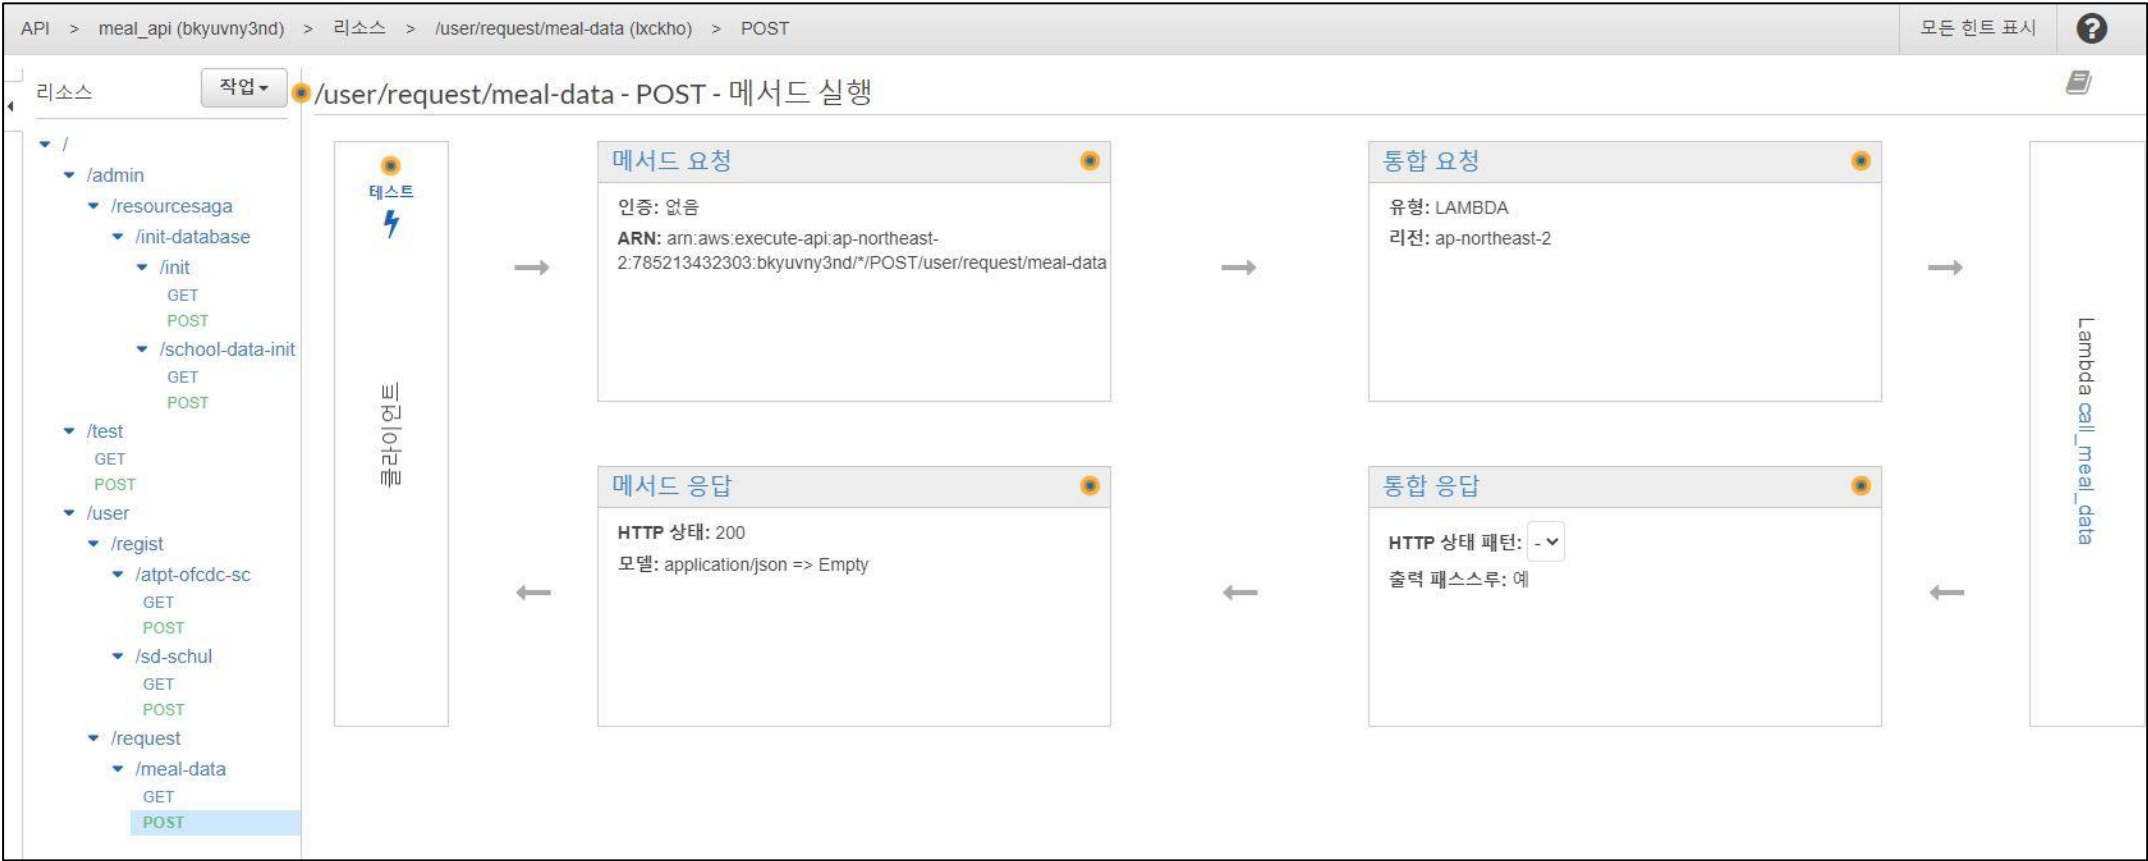 API > meal_api (bkyuvny3nd) > 리소스 > /user/request/meal-data (lxckho) > POST
모든 힌트 표시
?
리소스
작업
/user/request/meal-data - POST - 메서드 실행
/
/admin
/resourcesaga
/init-database
/init
GET
POST
/school-data-init
GET
POST
/test
GET
POST
/user
/regist
/atpt-ofcdc-sc
GET
POST
/sd-schul
GET
POST
/request
/meal-data
GET
POST
테스트
클라이언트
메서드 요청
인증: 없음
ARN: arn:aws:execute-api:ap-northeast-
2:785213432303:bkyuvny3nd/*/POST/user/request/meal-data
통합 요청
유형: LAMBDA
리전: ap-northeast-2
메서드 응답
HTTP 상태: 200
모델: application/json => Empty
통합 응답
HTTP 상태 패턴: -
출력 패스스루: 예
Lambda call_meal_data